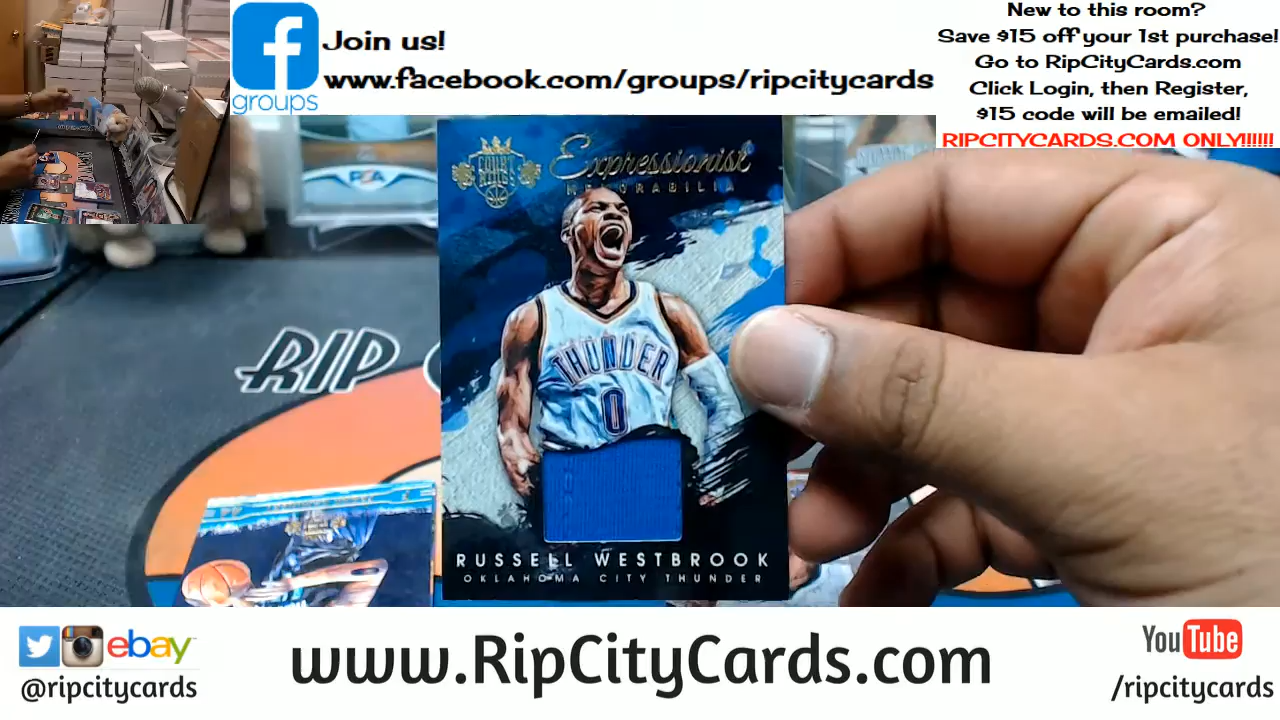 Join us!
www.facebook.com/groups/ripcitycards
groups
New to this room?
Save $15 off your 1st purchase!
Go to RipCityCards.com
Click Login, then Register,
$15 code will be emailed!
RIPCITYCARDS.COM ONLY!!!!!!
PSA
COURT KINGS
Expressionist
MEMORABILIA
THUNDER
0
RUSSELL WESTBROOK
OKLAHOMA CITY THUNDER
RIP
ebay
@ripcitycards
www.RipCityCards.com
YouTube
/ripcitycards